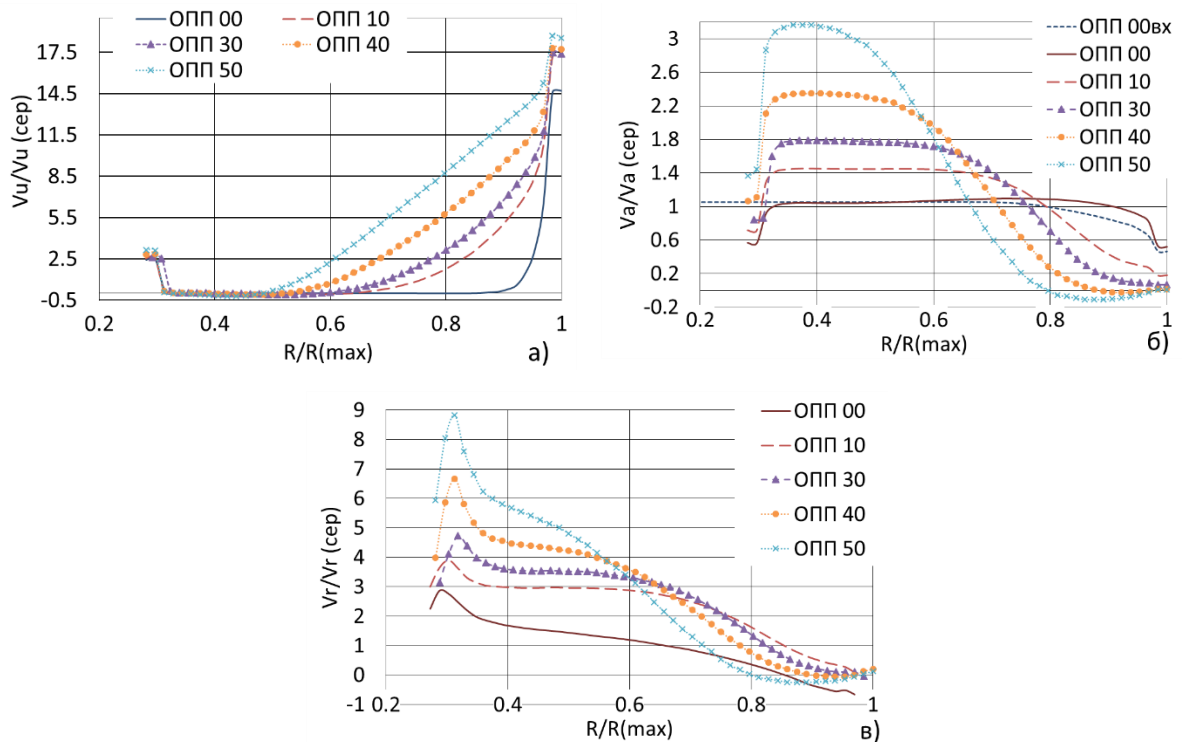 ОПП 00
ОПП 10
ОПП 30
ОПП 40
ОПП 50
Vu/Vu (сер)
17.5
14.5
11.5
8.5
5.5
2.5
-0.5
0.2 0.4 0.6 0.8 1
R/R(max)
а)
ОПП 00вх
ОПП 00
ОПП 10
ОПП 30
ОПП 40
ОПП 50
Va/Va (сер)
3
2.6
2.2
1.8
1.4
1
0.6
0.2
-0.2
0.2 0.4 0.6 0.8 1
R/R(max)
б)
ОПП 00
ОПП 10
ОПП 30
ОПП 40
ОПП 50
Vr/Vr (сер)
9
8
7
6
5
4
3
2
1
0
-1
0.2 0.4 0.6 0.8 1
R/R(max)
в)